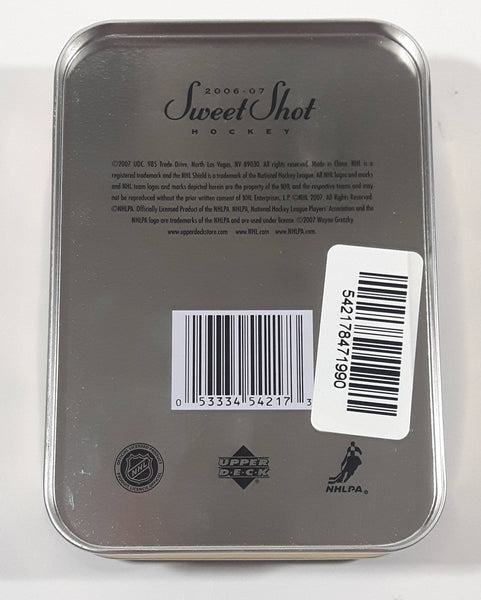 2006-07
Sweet Shot
HOCKEY
©2007 UDC. 985 Trade Drive, North Las Vegas, NV 89030. All rights reserved. Made in China. NHL is a
registered trademark and the NHL Shield is a trademark of the National Hockey League. All NHL logos and marks
and NHL team logos and marks depicted herein are the property of the NHL and the respective teams and may
not be reproduced without the prior written consent of NHL Enterprises, L.P. ©NHL 2007. All Rights Reserved.
©NHLPA. Officially Licensed Product of the NHLPA. NHLPA, National Hockey League Players' Association and the
NHLPA logo are trademarks of the NHLPA and are used under license. ©2007 Wayne Gretzky
www.upperdeckstore.com www.NHL.com www.nhlpa.com
542178471990
0 53334 54217 3
NHL
UPPER
DECK
NHLPA®